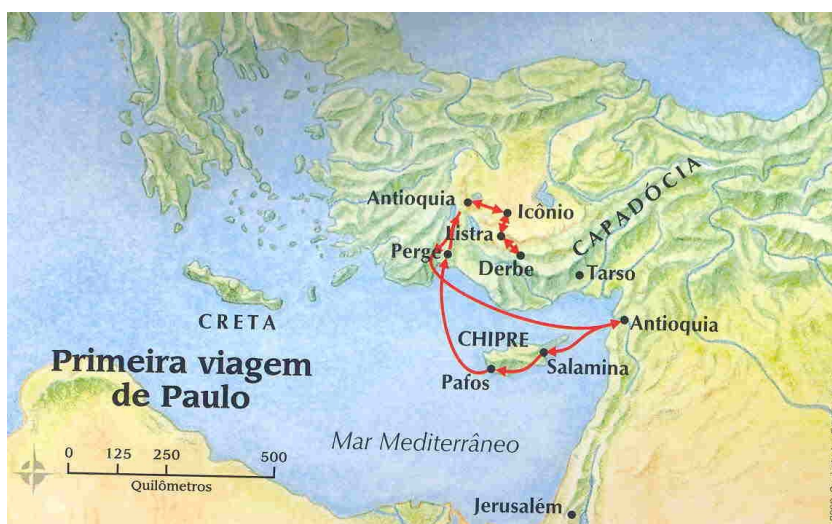 Antioquia
Icônio
CAPADÓCIA
Listra
Perge
Derbe
Tarso
CRETA
Antioquia
CHIPRE
Salamina
Pafos
Primeira viagem
de Paulo
Mar Mediterrâneo
0 125 250 500
Quilômetros
Jerusalém